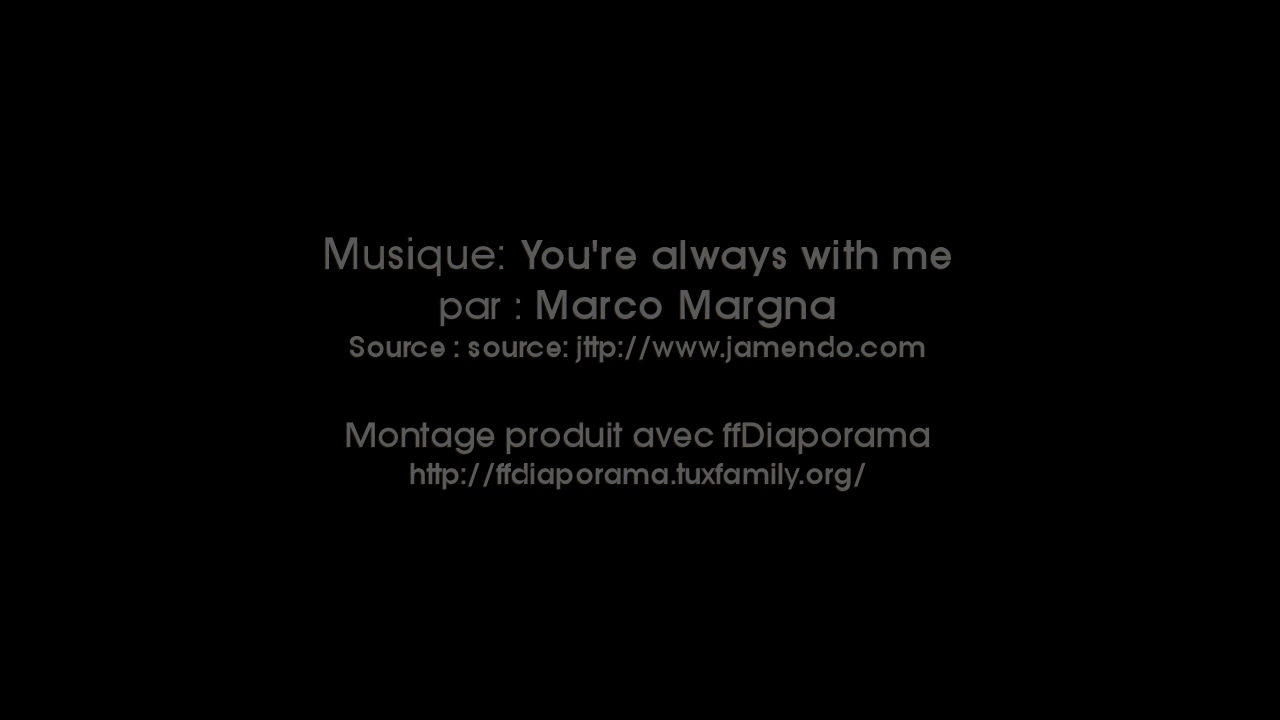 Musique: You're always with me
par : Marco Margna
Source : source: jttp://www.jamendo.com
Montage produit avec ffDiaporama
http://ffdiaporama.tuxfamily.org/